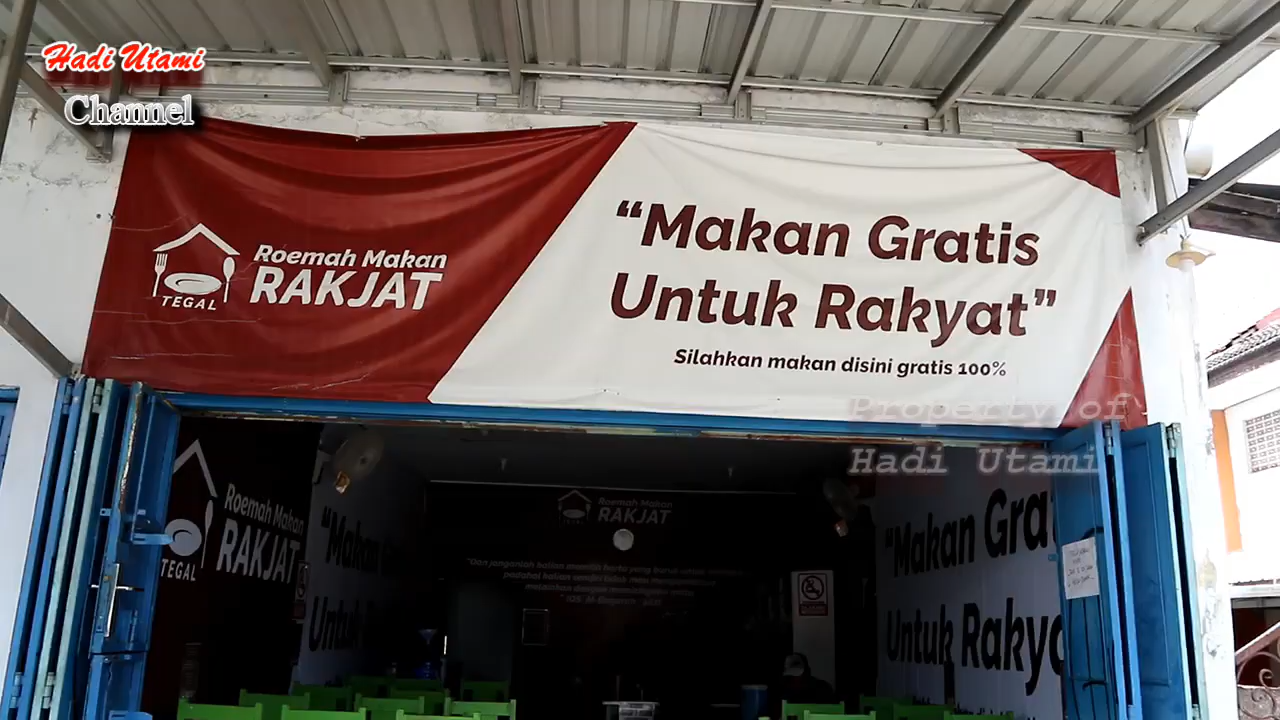 Hadi Utami
Channel
Roemah Makan
RAKJAT
TEGAL
“Makan Gratis
Untuk Rakyat”
Silahkan makan disini gratis 100%
Property of
Hadi Utami
Roemah Makan
RAKJAT
TEGAL
“Makan
Untuk
Roemah Makan
RAKJAT
“Makan Gra
Untuk Rakya